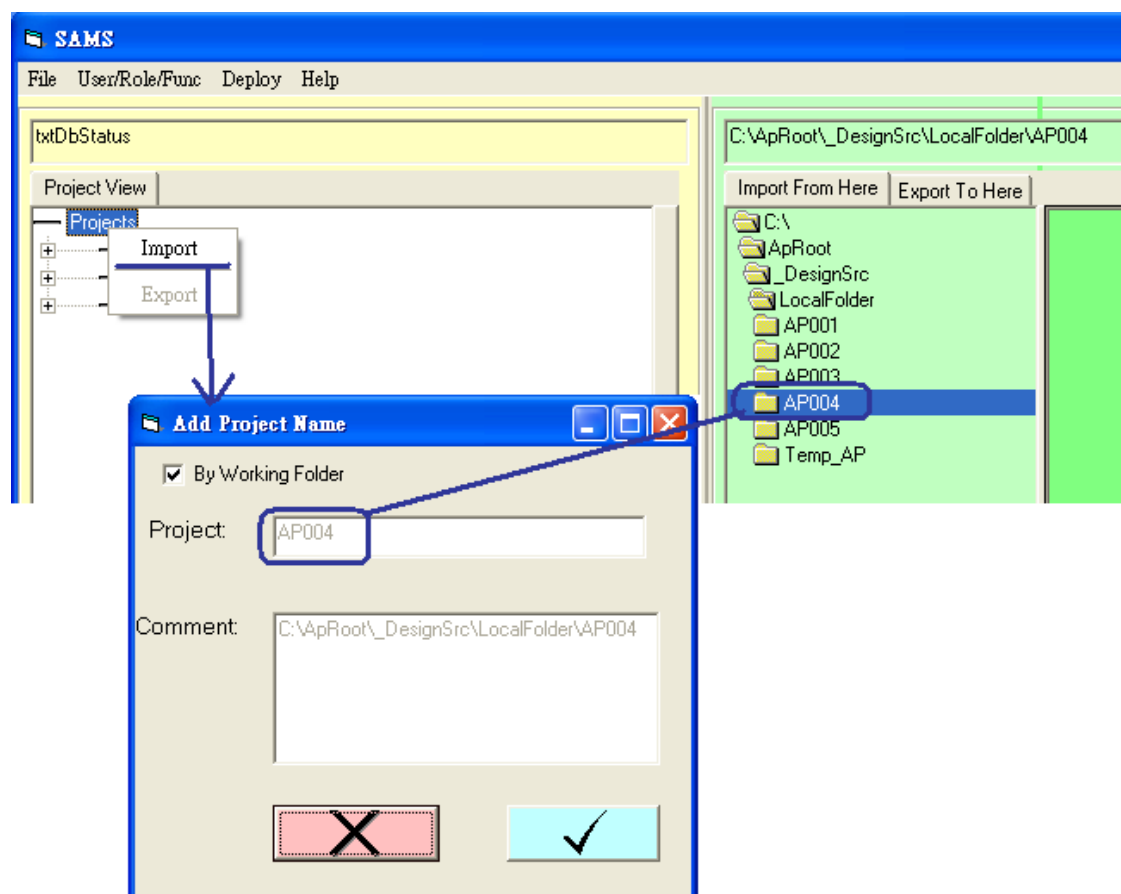 SAMS
File User/Role/Func Deploy Help
txtDbStatus
C:\ApRoot\_DesignSrc\LocalFolder\AP004
Project View
Import From Here
Export To Here
Projects
Import
Export
C:\
ApRoot
_DesignSrc
LocalFolder
AP001
AP002
AP003
AP004
AP005
Temp_AP
Add Project Name
By Working Folder
Project:
AP004
Comment:
C:\ApRoot\_DesignSrc\LocalFolder\AP004